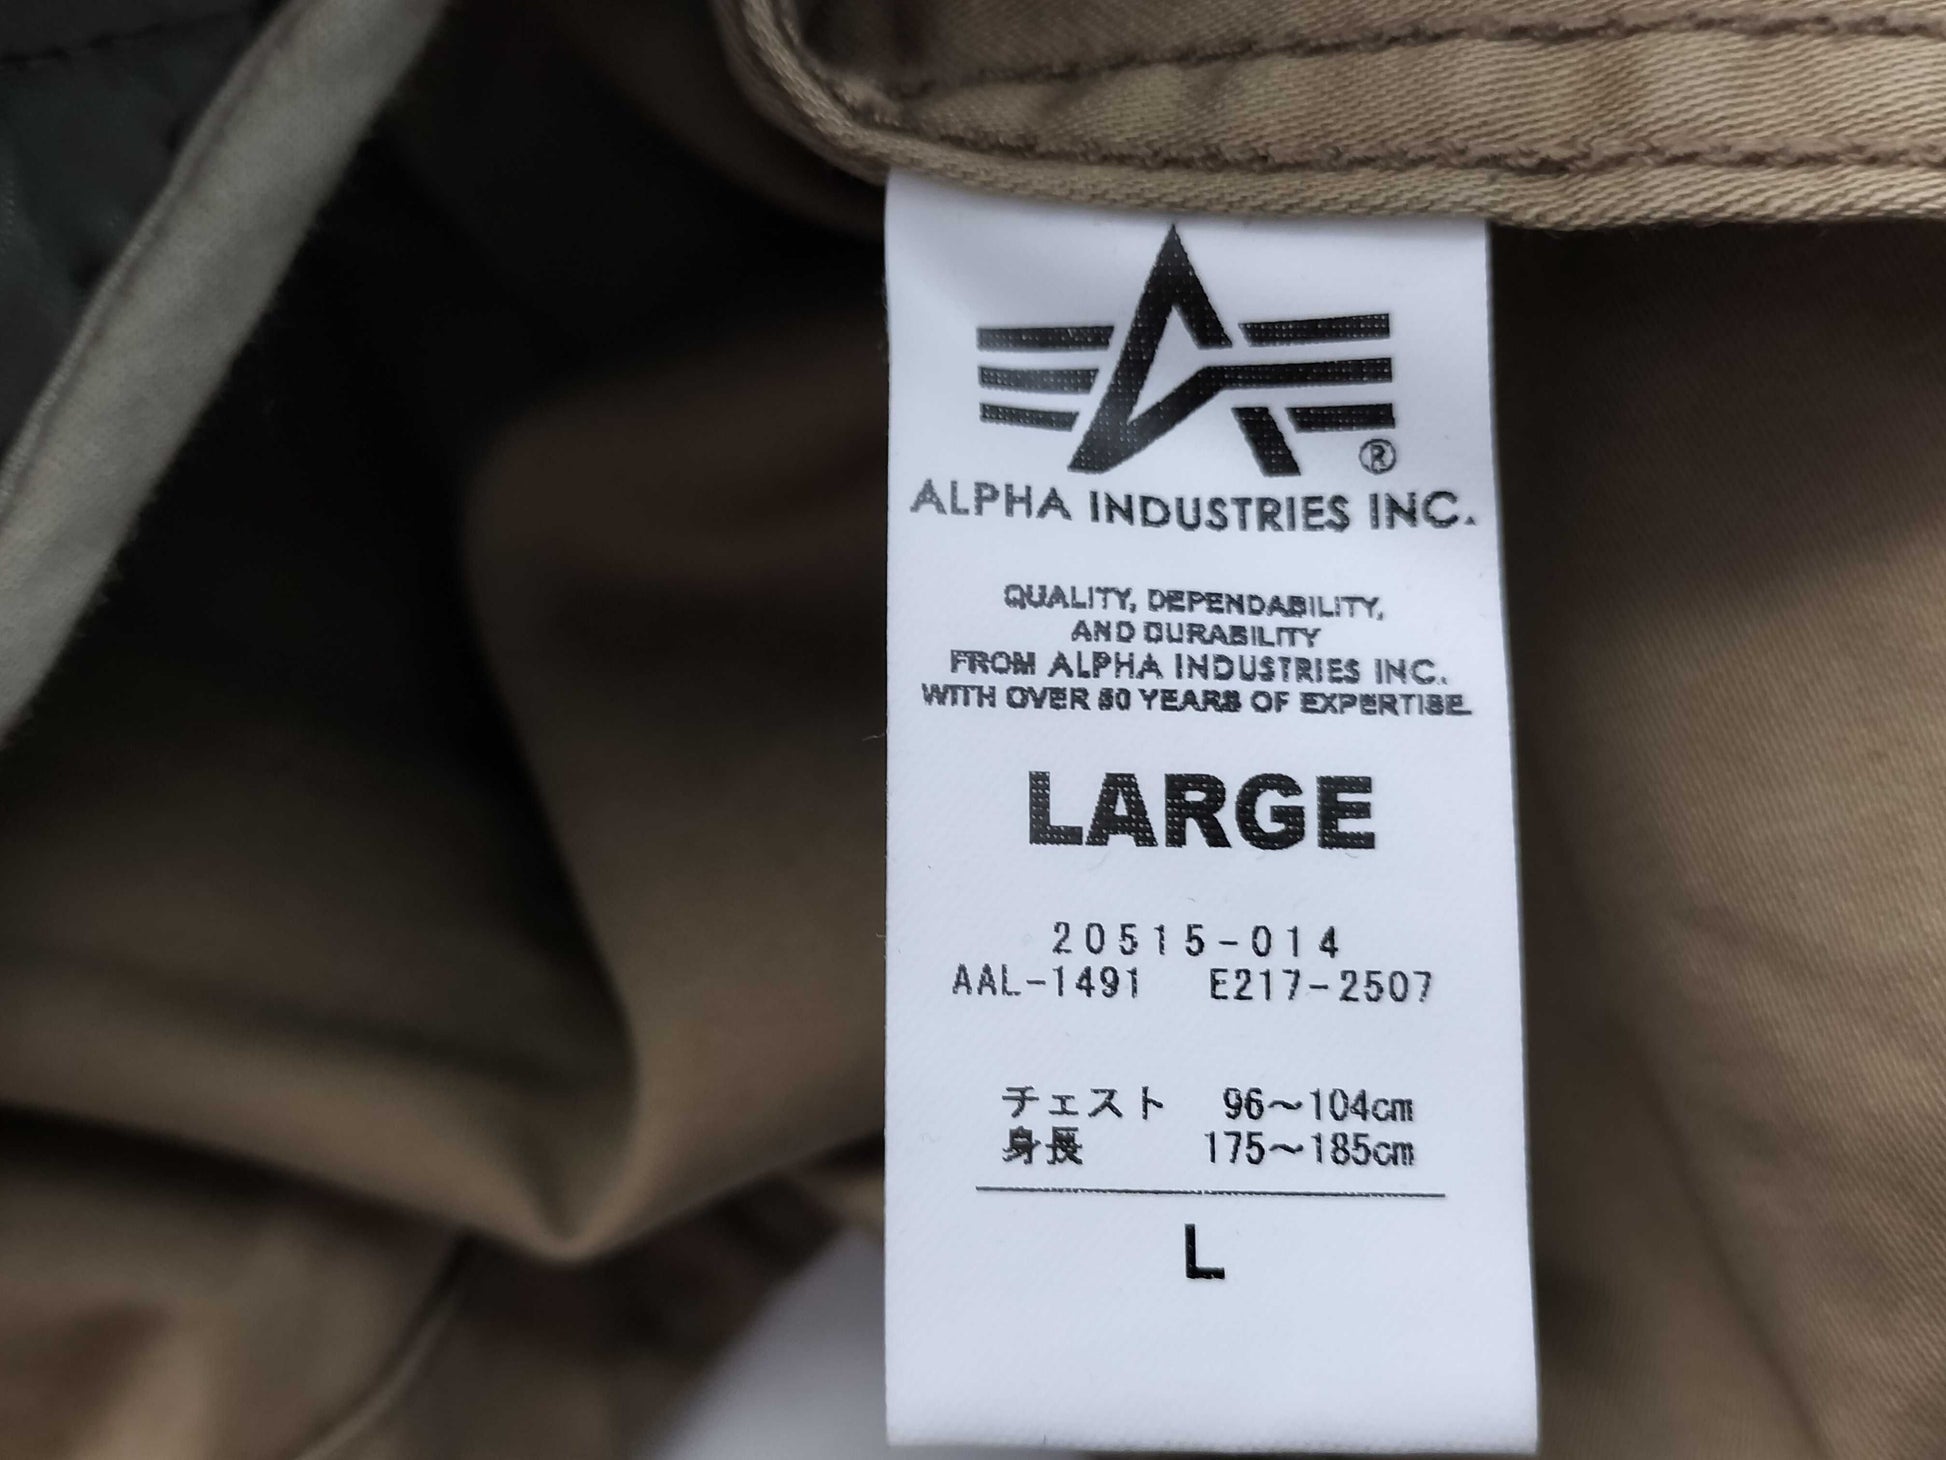 ®
ALPHA INDUSTRIES INC.
QUALITY, DEPENDABILITY,
AND DURABILITY
FROM ALPHA INDUSTRIES INC.
WITH OVER 50 YEARS OF EXPERTISE.
LARGE
20515-014
AAL-1491 E217-2507
チェスト 96～104cm
身長 175～185cm
L